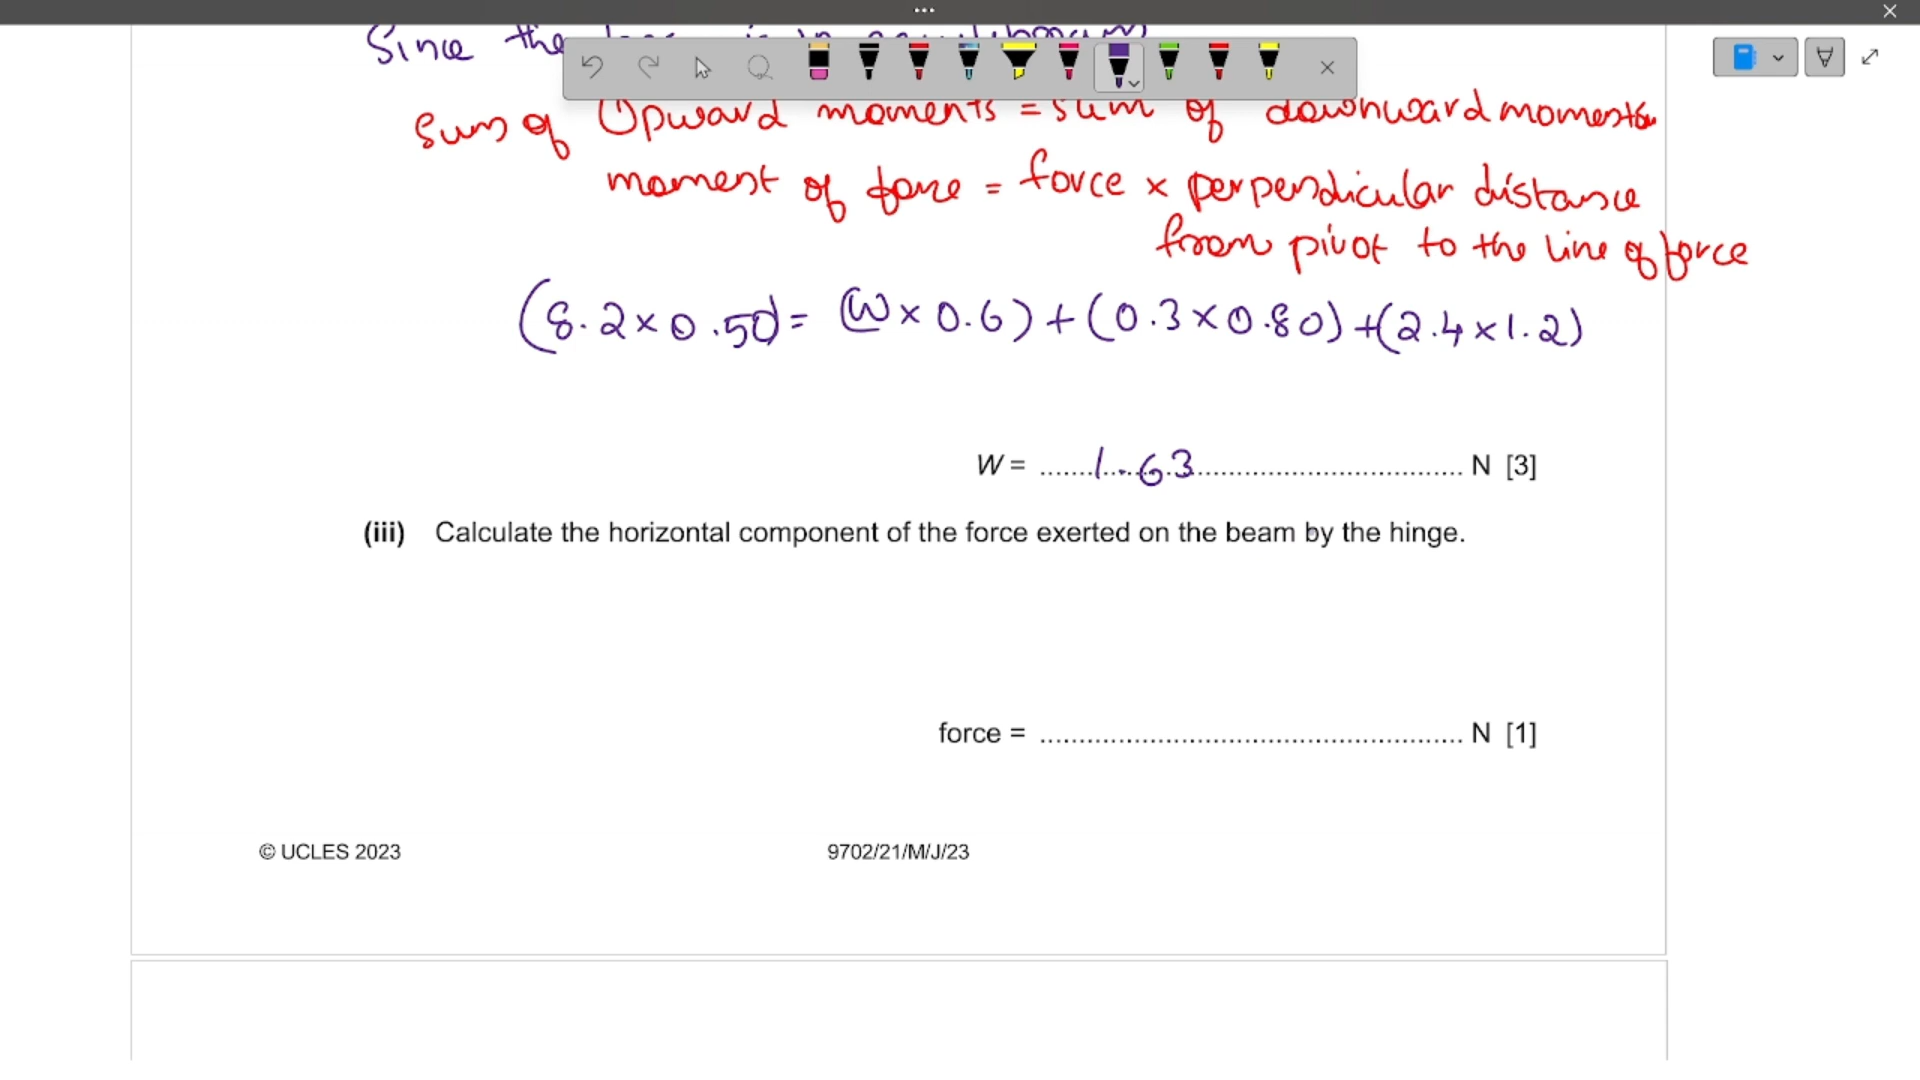 ...
Since the
Sum of Upward moments = sum of downward moments
moment of force = force × perpendicular distance
from pivot to the line of force
(8.2×0.50) = (W×0.6)+(0.3×0.80)+(2.4×1.2)
W = .......1.63.................................. N [3]
(iii) Calculate the horizontal component of the force exerted on the beam by the hinge.
force = ...................................................... N [1]
© UCLES 2023 9702/21/M/J/23